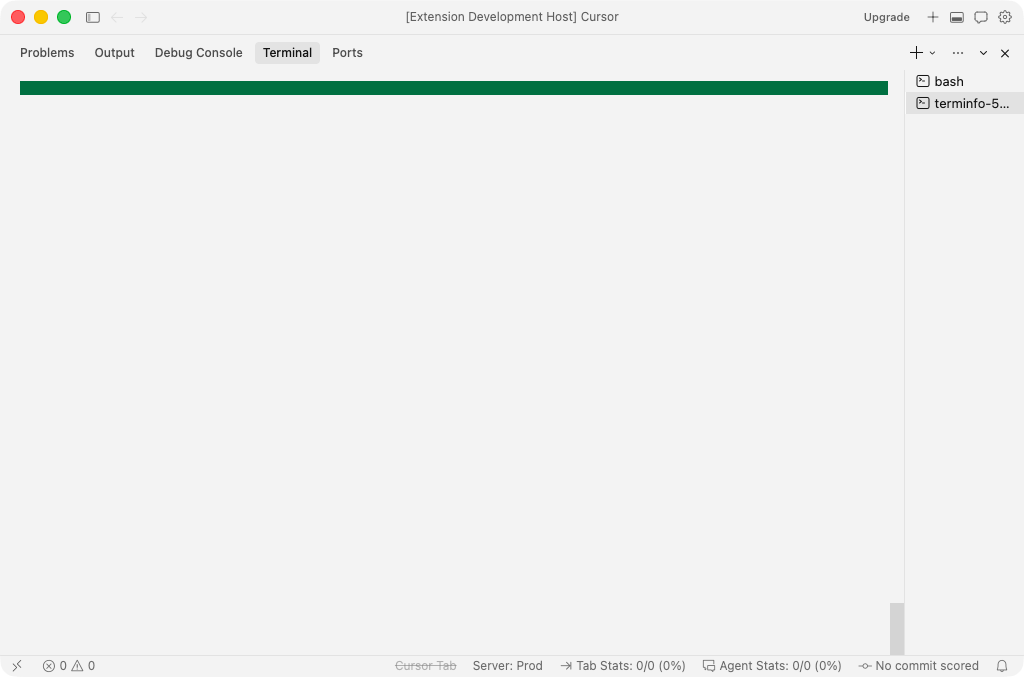 [Extension Development Host] Cursor
Upgrade
Problems Output Debug Console Terminal Ports
bash
terminfo-5...
0 0 Cursor Tab Server: Prod Tab Stats: 0/0 (0%) Agent Stats: 0/0 (0%) No commit scored